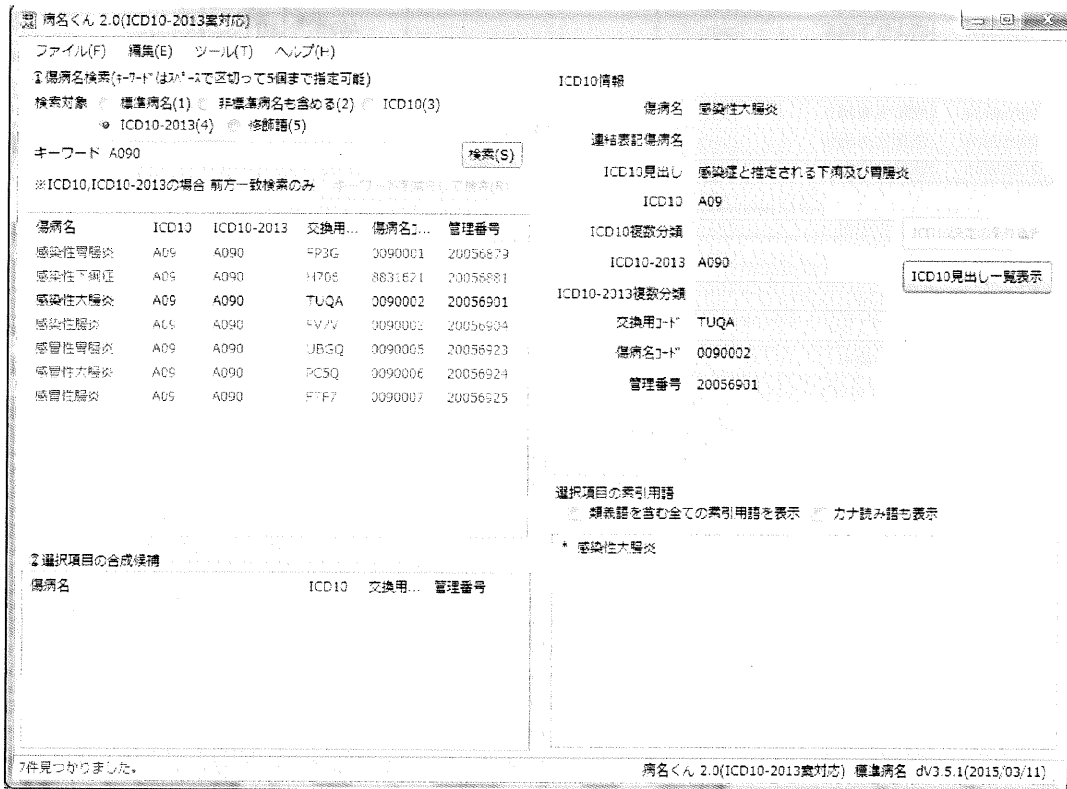 病名くん 2.0(ICD10-2013案対応)
ファイル(F) 編集(E) ツール(T) ヘルプ(H)
①傷病名検索(キーワードはスペースで区切って5個まで指定可能)
検索対象 標準病名(1) 非標準病名も含める(2) ICD10(3)
ICD10-2013(4) 修飾語(5)
キーワード A090 検索(S)
※ICD10,ICD10-2013の場合 前方一致検索のみ
傷病名 ICD10 ICD10-2013 交換用... 傷病名コ... 管理番号
感染性胃腸炎 A09 A090 FP3G 0090001 20056879
感染性下痢症 A09 A090 H706 8831621 20056881
感染性大腸炎 A09 A090 TUQA 0090002 20056901
感染性腸炎 A09 A090 0090003 20056904
感冒性胃腸炎 A09 A090 UBGQ 0090005 20056923
感冒性大腸炎 A09 A090 PC5Q 0090006 20056924
感冒性腸炎 A09 A090 0090007 20056925
②選択項目の合成候補
傷病名 ICD10 交換用... 管理番号
7件見つかりました。
ICD10情報
傷病名 感染性大腸炎
連結表記傷病名
ICD10見出し 感染症と推定される下痢及び胃腸炎
ICD10 A09
ICD10複数分類
ICD10-2013 A090
ICD10見出し一覧表示
ICD10-2013複数分類
交換用コード TUQA
傷病名コード 0090002
管理番号 20056901
選択項目の索引用語
類義語を含む全ての索引用語を表示 カナ読み語も表示
* 感染性大腸炎
病名くん 2.0(ICD10-2013案対応) 標準病名 dV3.5.1(2015/03/11)